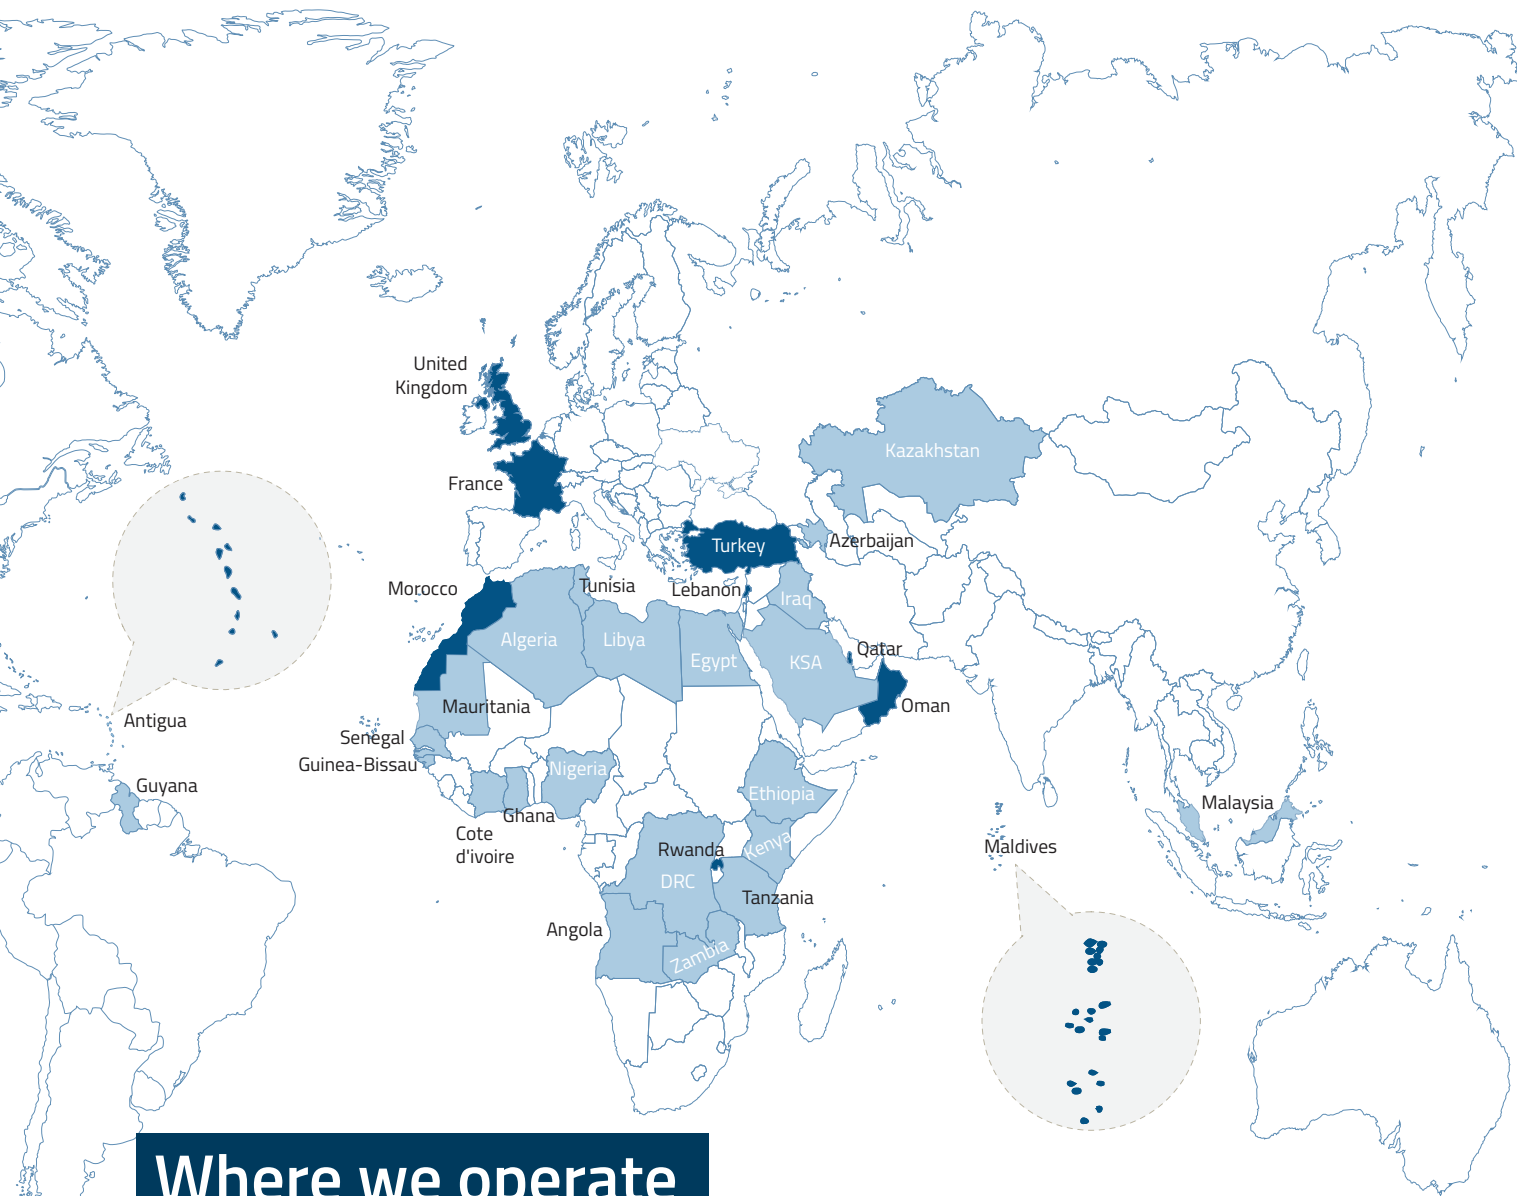 United
Kingdom
Kazakhstan
France
Turkey
Azerbaijan
Morocco
Tunisia
Lebanon
Iraq
Algeria
Libya
Egypt
KSA
Qatar
Mauritania
Oman
Antigua
Senegal
Guinea-Bissau
Nigeria
Guyana
Ethiopia
Malaysia
Ghana
Cote
d'ivoire
Rwanda
Kenya
Maldives
DRC
Tanzania
Angola
Zambia
Where we operate